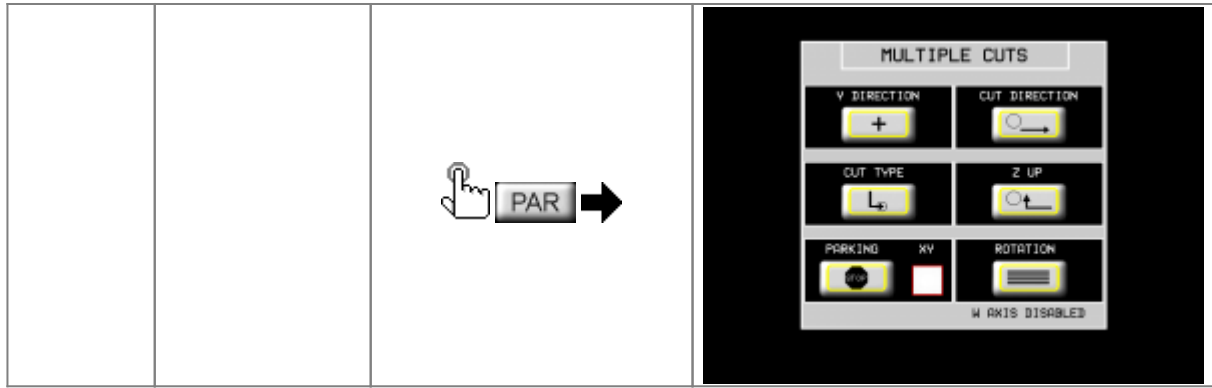 PAR
MULTIPLE CUTS
Y DIRECTION CUT DIRECTION
+
CUT TYPE Z UP
PARKING XY ROTATION
STOP
W AXIS DISABLED